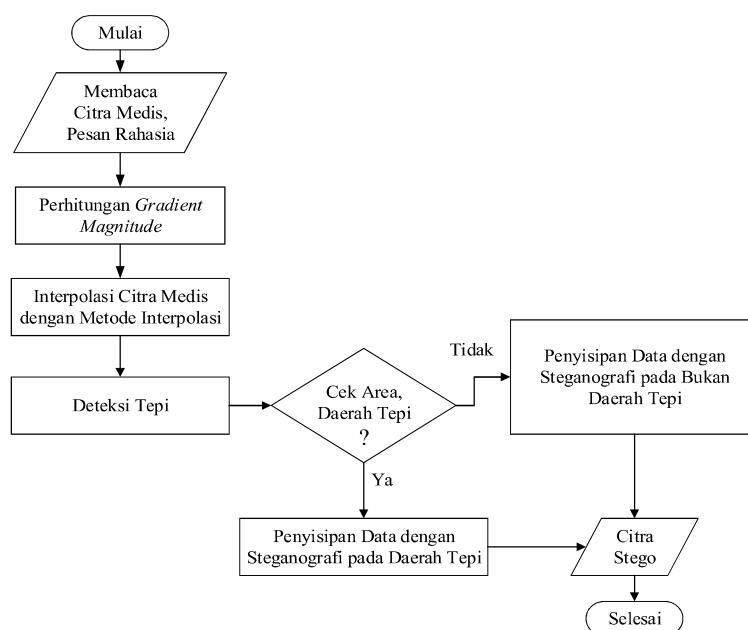 Mulai
Membaca
Citra Medis,
Pesan Rahasia
Perhitungan Gradient
Magnitude
Interpolasi Citra Medis
dengan Metode Interpolasi
Deteksi Tepi
Cek Area,
Daerah Tepi
?
Tidak
Penyisipan Data dengan
Steganografi pada Bukan
Daerah Tepi
Ya
Penyisipan Data dengan
Steganografi pada Daerah Tepi
Citra
Stego
Selesai